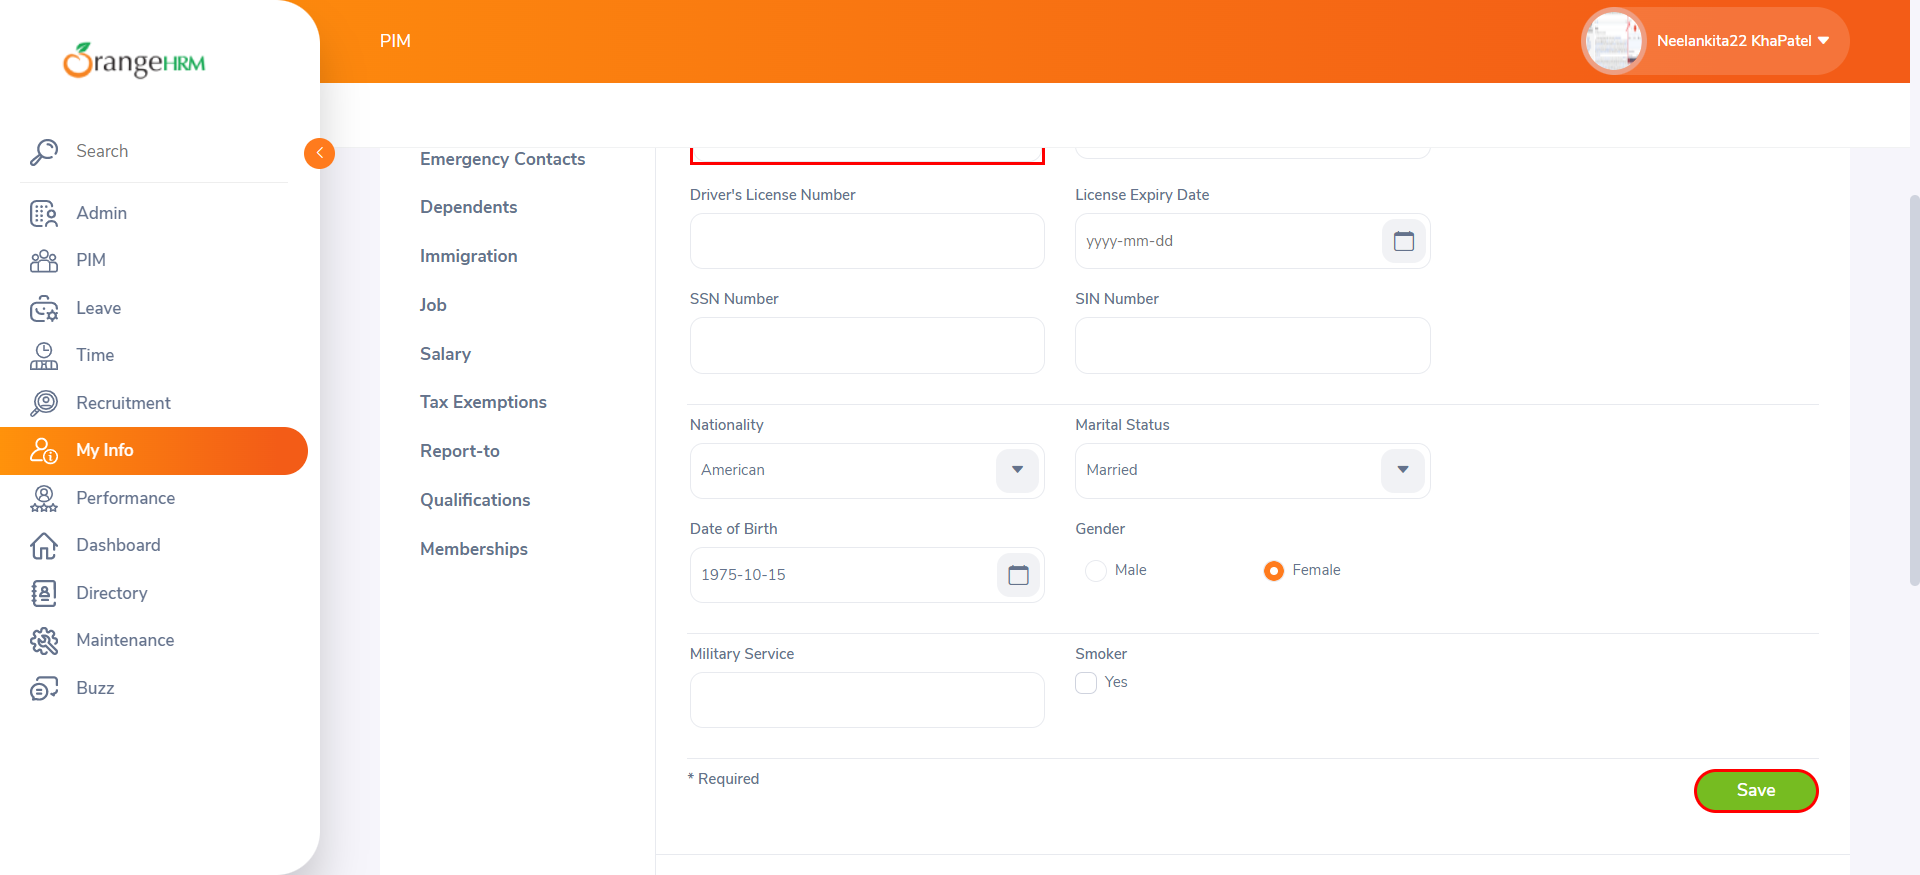 OrangeHRM
PIM
Neelankita22 KhaPatel
Search
Admin
PIM
Leave
Time
Recruitment
My Info
Performance
Dashboard
Directory
Maintenance
Buzz
Emergency Contacts
Dependents
Immigration
Job
Salary
Tax Exemptions
Report-to
Qualifications
Memberships
Driver's License Number
License Expiry Date
yyyy-mm-dd
SSN Number
SIN Number
Nationality
Marital Status
American
Married
Date of Birth
Gender
1975-10-15
Male
Female
Military Service
Smoker
Yes
* Required
Save